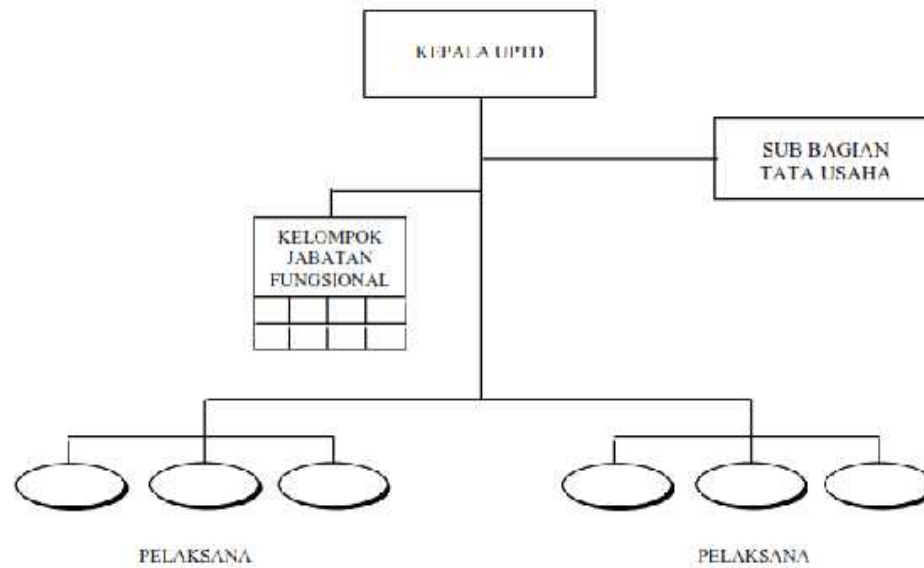 KEPALA UPTD
SUB BAGIAN
TATA USAHA
KELOMPOK
JABATAN
FUNGSIONAL
PELAKSANA
PELAKSANA